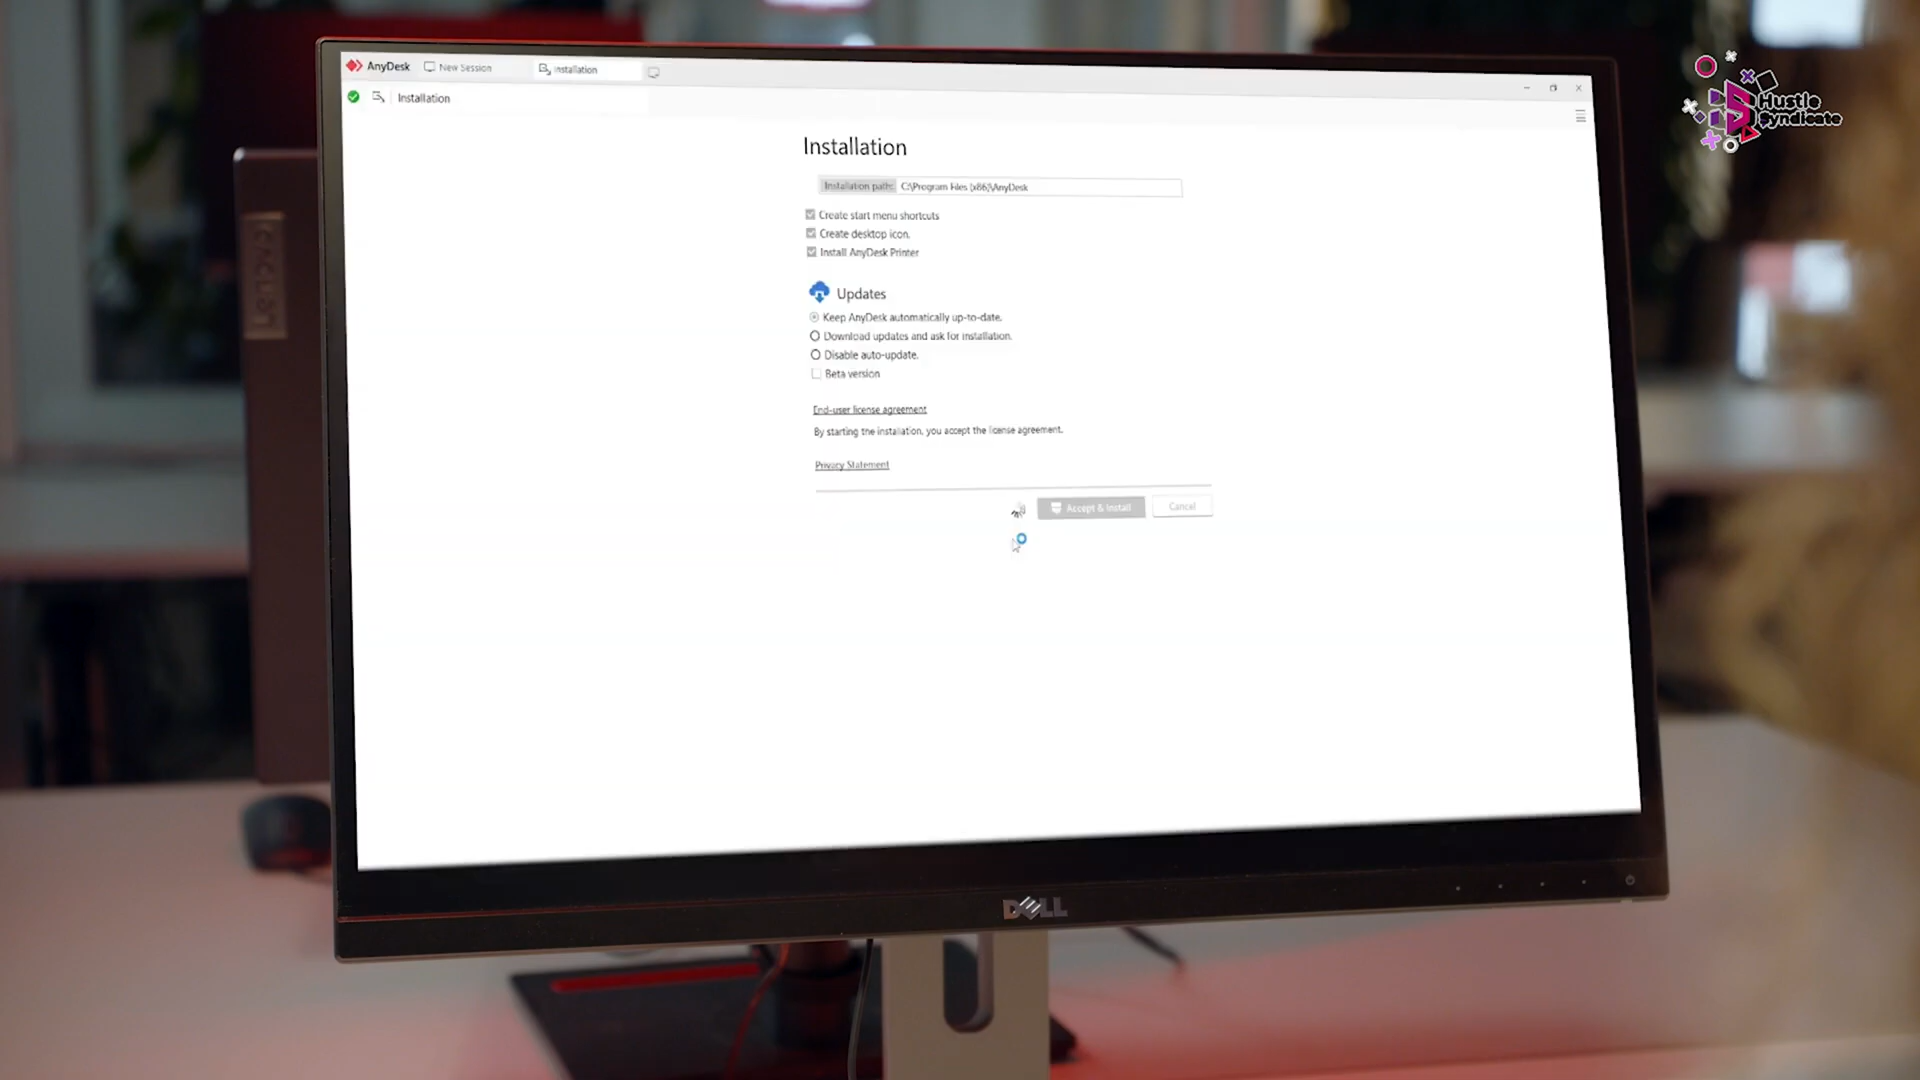 AnyDesk
New Session
Installation
Installation
Hustle
Syndicate
Installation
Installation path: C:\Program Files (x86)\AnyDesk
Create start menu shortcuts
Create desktop icon.
Install AnyDesk Printer
Updates
Keep AnyDesk automatically up-to-date.
Download updates and ask for installation.
Disable auto-update.
Beta version
End-user license agreement
By starting the installation, you accept the license agreement.
Privacy Statement
Accept & Install
Cancel
DELL
Lenovo